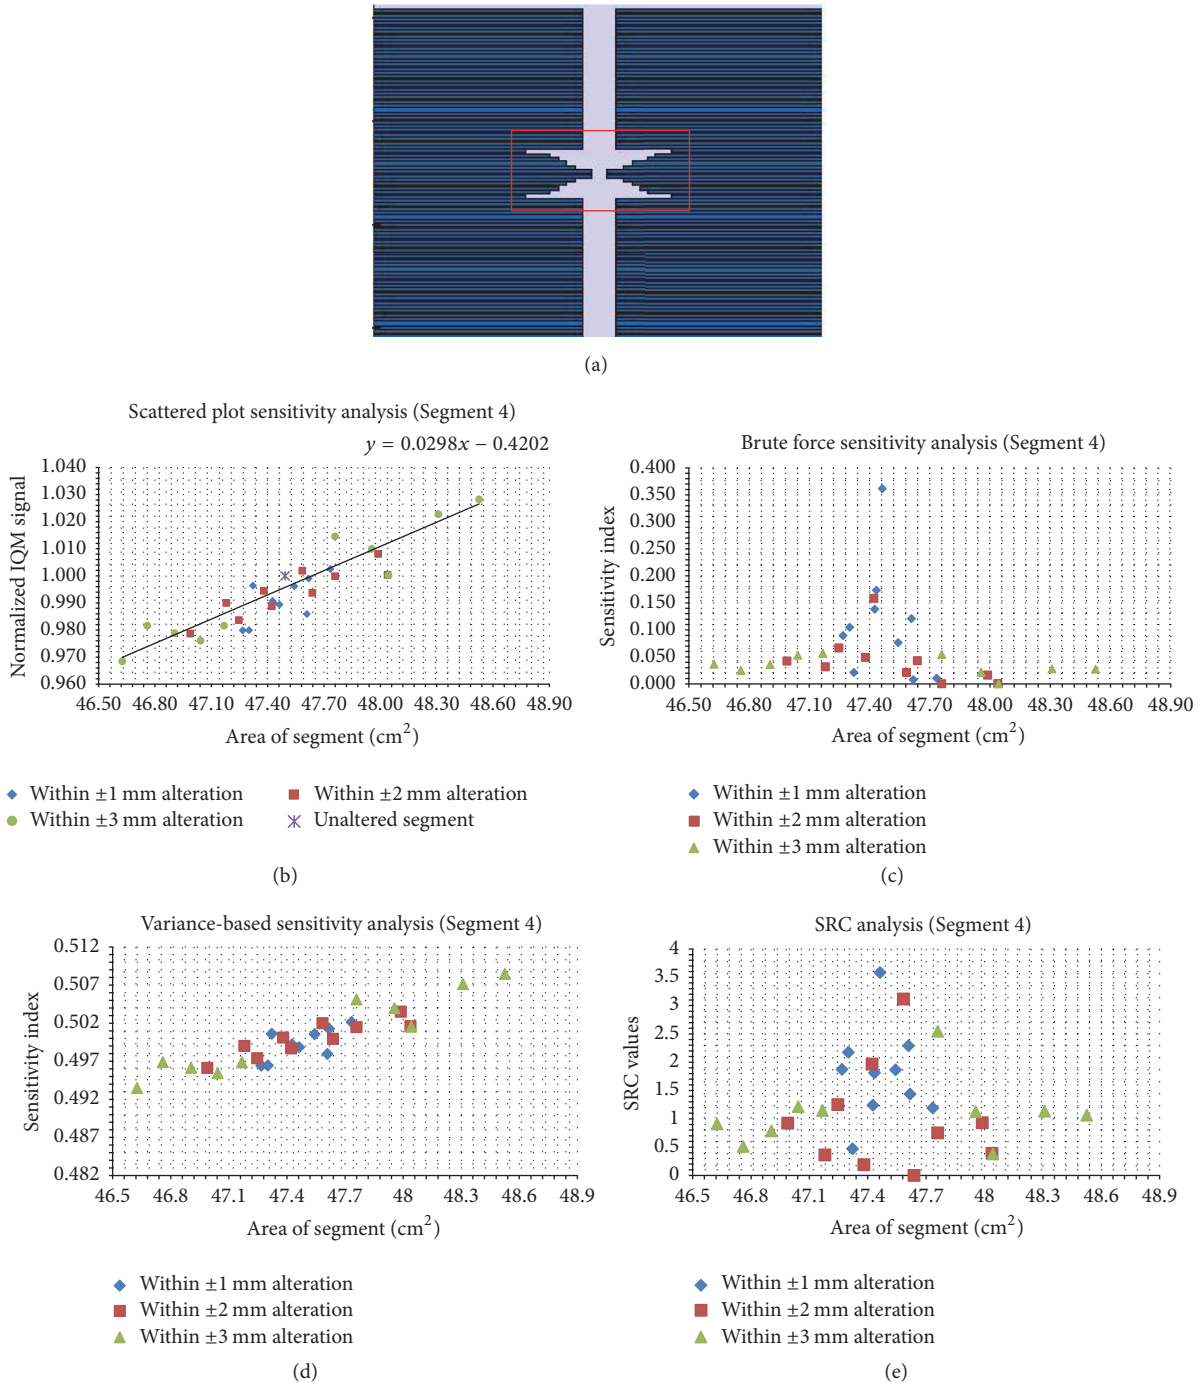 (a)
Scattered plot sensitivity analysis (Segment 4)
y = 0.0298x − 0.4202
Normalized IQM signal
1.040
1.030
1.020
1.010
1.000
0.990
0.980
0.970
0.960
46.50 46.80 47.10 47.40 47.70 48.00 48.30 48.60 48.90
Area of segment (cm²)
Within ±1 mm alteration
Within ±2 mm alteration
Within ±3 mm alteration
Unaltered segment
(b)
Brute force sensitivity analysis (Segment 4)
Sensitivity index
0.400
0.350
0.300
0.250
0.200
0.150
0.100
0.050
0.000
46.50 46.80 47.10 47.40 47.70 48.00 48.30 48.60 48.90
Area of segment (cm²)
Within ±1 mm alteration
Within ±2 mm alteration
Within ±3 mm alteration
(c)
Variance-based sensitivity analysis (Segment 4)
Sensitivity index
0.512
0.507
0.502
0.497
0.492
0.487
0.482
46.5 46.8 47.1 47.4 47.7 48 48.3 48.6 48.9
Area of segment (cm²)
Within ±1 mm alteration
Within ±2 mm alteration
Within ±3 mm alteration
(d)
SRC analysis (Segment 4)
SRC values
4
3.5
3
2.5
2
1.5
1
0.5
0
46.5 46.8 47.1 47.4 47.7 48 48.3 48.6 48.9
Area of segment (cm²)
Within ±1 mm alteration
Within ±2 mm alteration
Within ±3 mm alteration
(e)